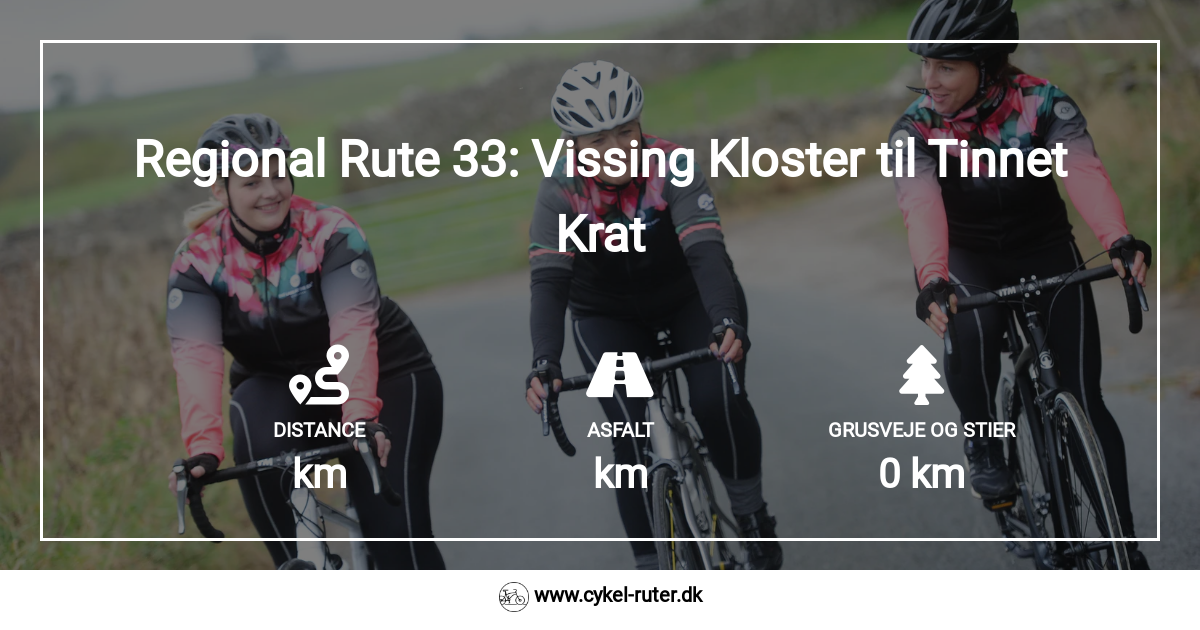 Regional Rute 33: Vissing Kloster til Tinnet
Krat
DISTANCE
ASFALT
GRUSVEJE OG STIER
km
km
0 km
ITM
www.cykel-ruter.dk